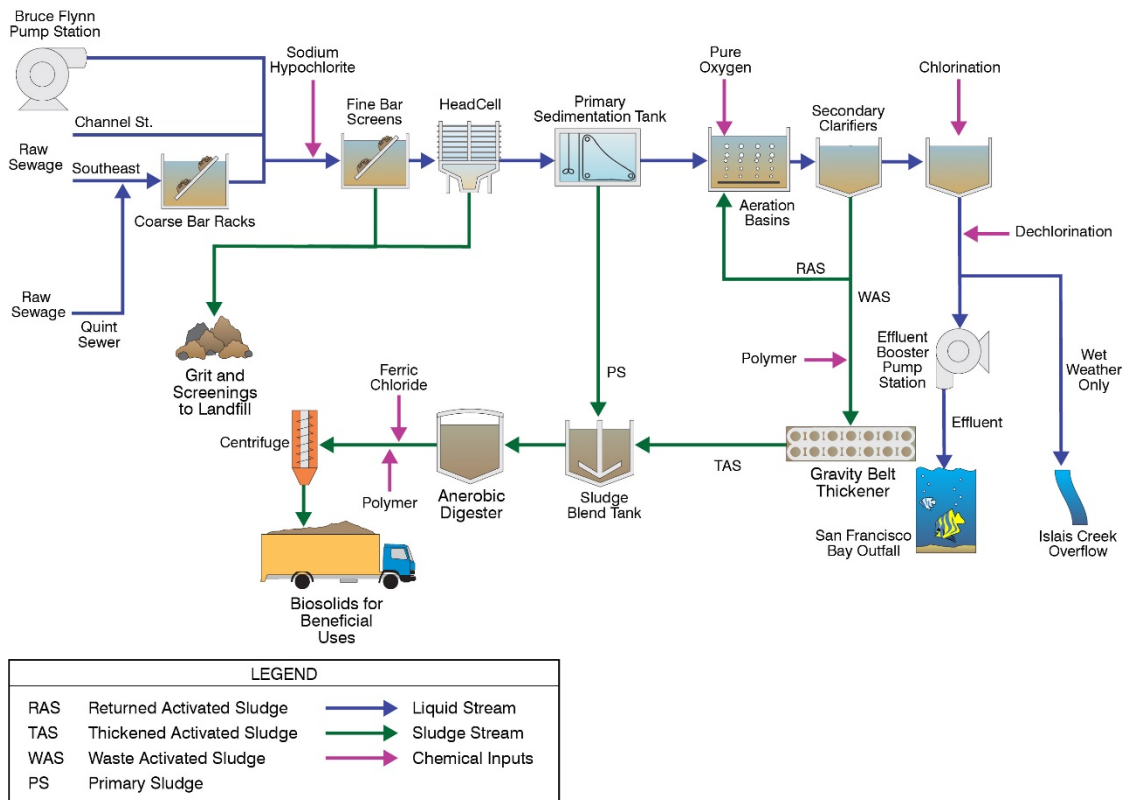 Bruce Flynn
Pump Station
Sodium
Hypochlorite
Pure
Oxygen
Chlorination
Fine Bar
Screens
HeadCell
Primary
Sedimentation Tank
Secondary
Clarifiers
Channel St.
Raw
Sewage
Southeast
Coarse Bar Racks
Aeration
Basins
Dechlorination
RAS
WAS
Raw
Sewage
Quint
Sewer
Grit and
Screenings
to Landfill
Ferric
Chloride
PS
Polymer
Effluent
Booster
Pump
Station
Wet
Weather
Only
Centrifuge
Effluent
Polymer
Anerobic
Digester
Sludge
Blend Tank
TAS
Gravity Belt
Thickener
San Francisco
Bay Outfall
Islais Creek
Overflow
Biosolids for
Beneficial
Uses
LEGEND
RAS Returned Activated Sludge Liquid Stream
TAS Thickened Activated Sludge Sludge Stream
WAS Waste Activated Sludge Chemical Inputs
PS Primary Sludge